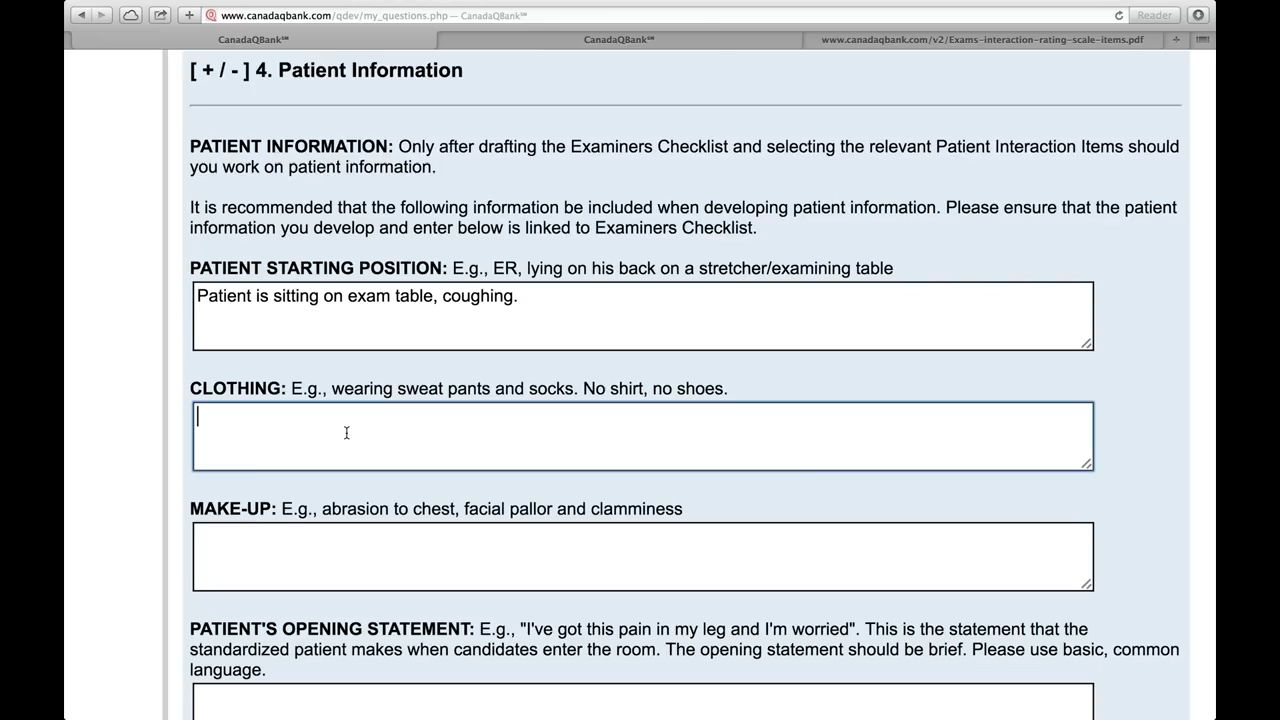 www.canadaqbank.com/qdev/my_questions.php — CanadaQBank℠
Reader
CanadaQBank℠
CanadaQBank℠
www.canadaqbank.com/v2/Exams-interaction-rating-scale-items.pdf
[ + / - ] 4. Patient Information
PATIENT INFORMATION: Only after drafting the Examiners Checklist and selecting the relevant Patient Interaction Items should
you work on patient information.
It is recommended that the following information be included when developing patient information. Please ensure that the patient
information you develop and enter below is linked to Examiners Checklist.
PATIENT STARTING POSITION: E.g., ER, lying on his back on a stretcher/examining table
Patient is sitting on exam table, coughing.
CLOTHING: E.g., wearing sweat pants and socks. No shirt, no shoes.
MAKE-UP: E.g., abrasion to chest, facial pallor and clamminess
PATIENT'S OPENING STATEMENT: E.g., "I've got this pain in my leg and I'm worried". This is the statement that the
standardized patient makes when candidates enter the room. The opening statement should be brief. Please use basic, common
language.